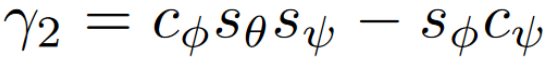 γ₂ = c_ϕ s_θ s_ψ − s_ϕ c_ψ